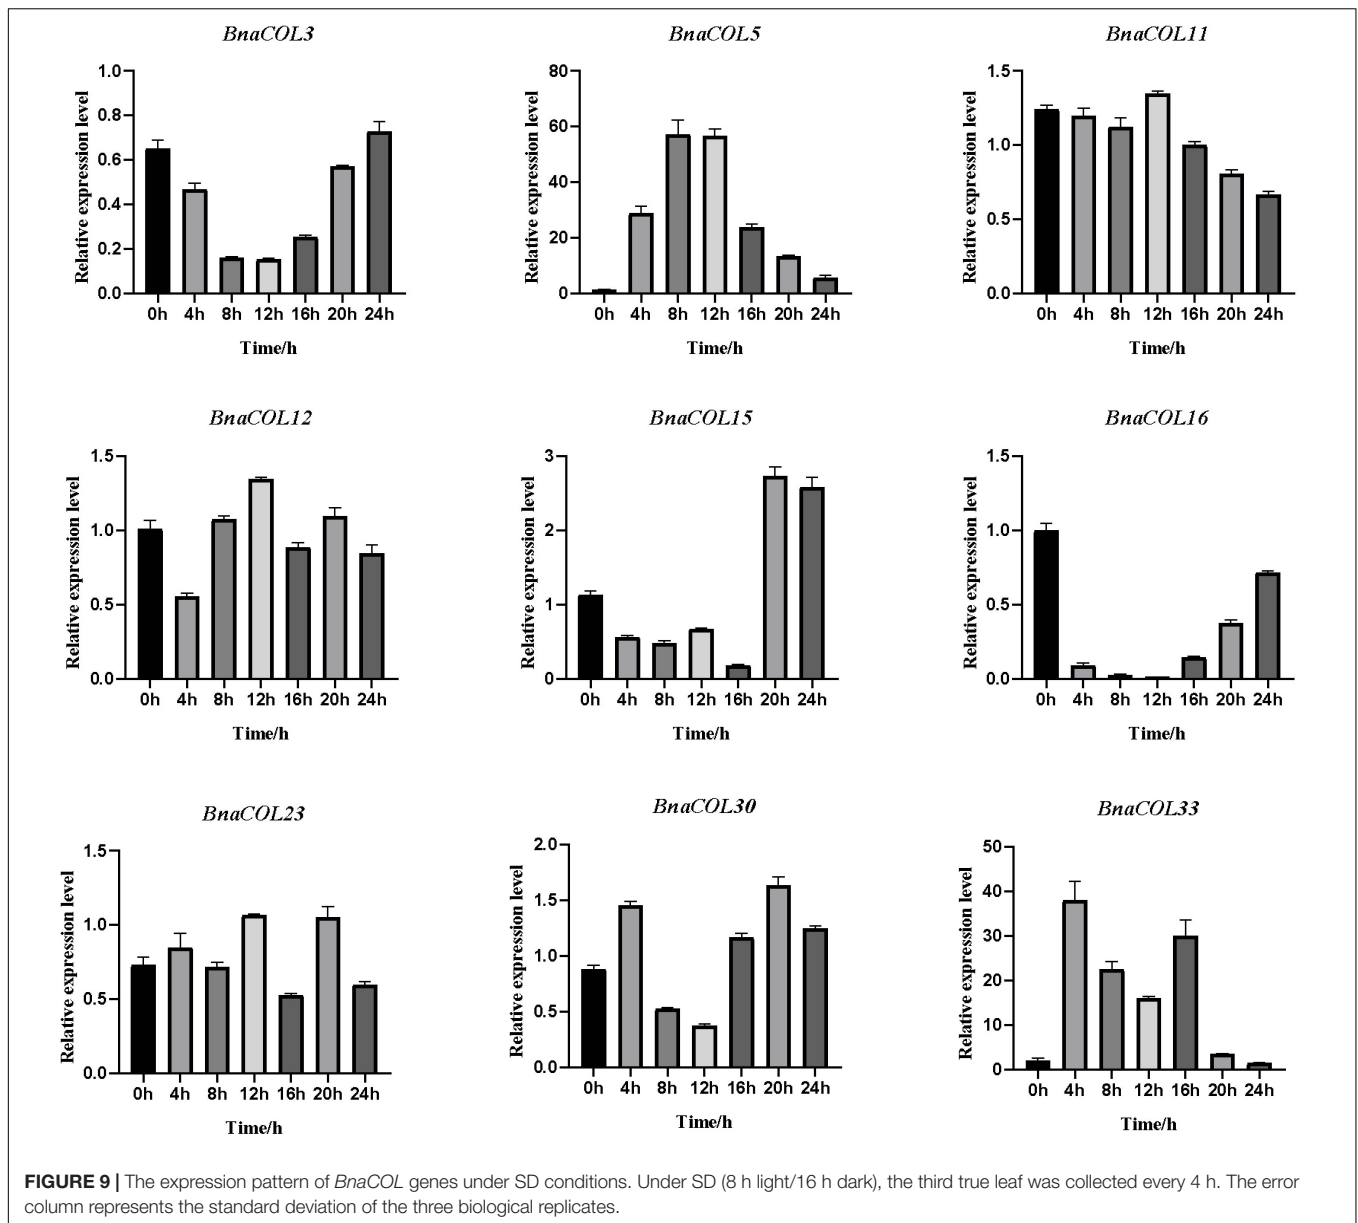 BnaCOL3
BnaCOL5
BnaCOL11
Relative expression level
1.0
0.8
0.6
0.4
0.2
0.0
0h 4h 8h 12h 16h 20h 24h
Time/h
Relative expression level
80
60
40
20
0
0h 4h 8h 12h 16h 20h 24h
Time/h
Relative expression level
1.5
1.0
0.5
0.0
0h 4h 8h 12h 16h 20h 24h
Time/h
BnaCOL12
BnaCOL15
BnaCOL16
Relative expression level
1.5
1.0
0.5
0.0
0h 4h 8h 12h 16h 20h 24h
Time/h
Relative expression level
3
2
1
0
0h 4h 8h 12h 16h 20h 24h
Time/h
Relative expression level
1.5
1.0
0.5
0.0
0h 4h 8h 12h 16h 20h 24h
Time/h
BnaCOL23
BnaCOL30
BnaCOL33
Relative expression level
1.5
1.0
0.5
0.0
0h 4h 8h 12h 16h 20h 24h
Time/h
Relative expression level
2.0
1.5
1.0
0.5
0.0
0h 4h 8h 12h 16h 20h 24h
Time/h
Relative expression level
50
40
30
20
10
0
0h 4h 8h 12h 16h 20h 24h
Time/h
FIGURE 9 | The expression pattern of BnaCOL genes under SD conditions. Under SD (8 h light/16 h dark), the third true leaf was collected every 4 h. The error
column represents the standard deviation of the three biological replicates.